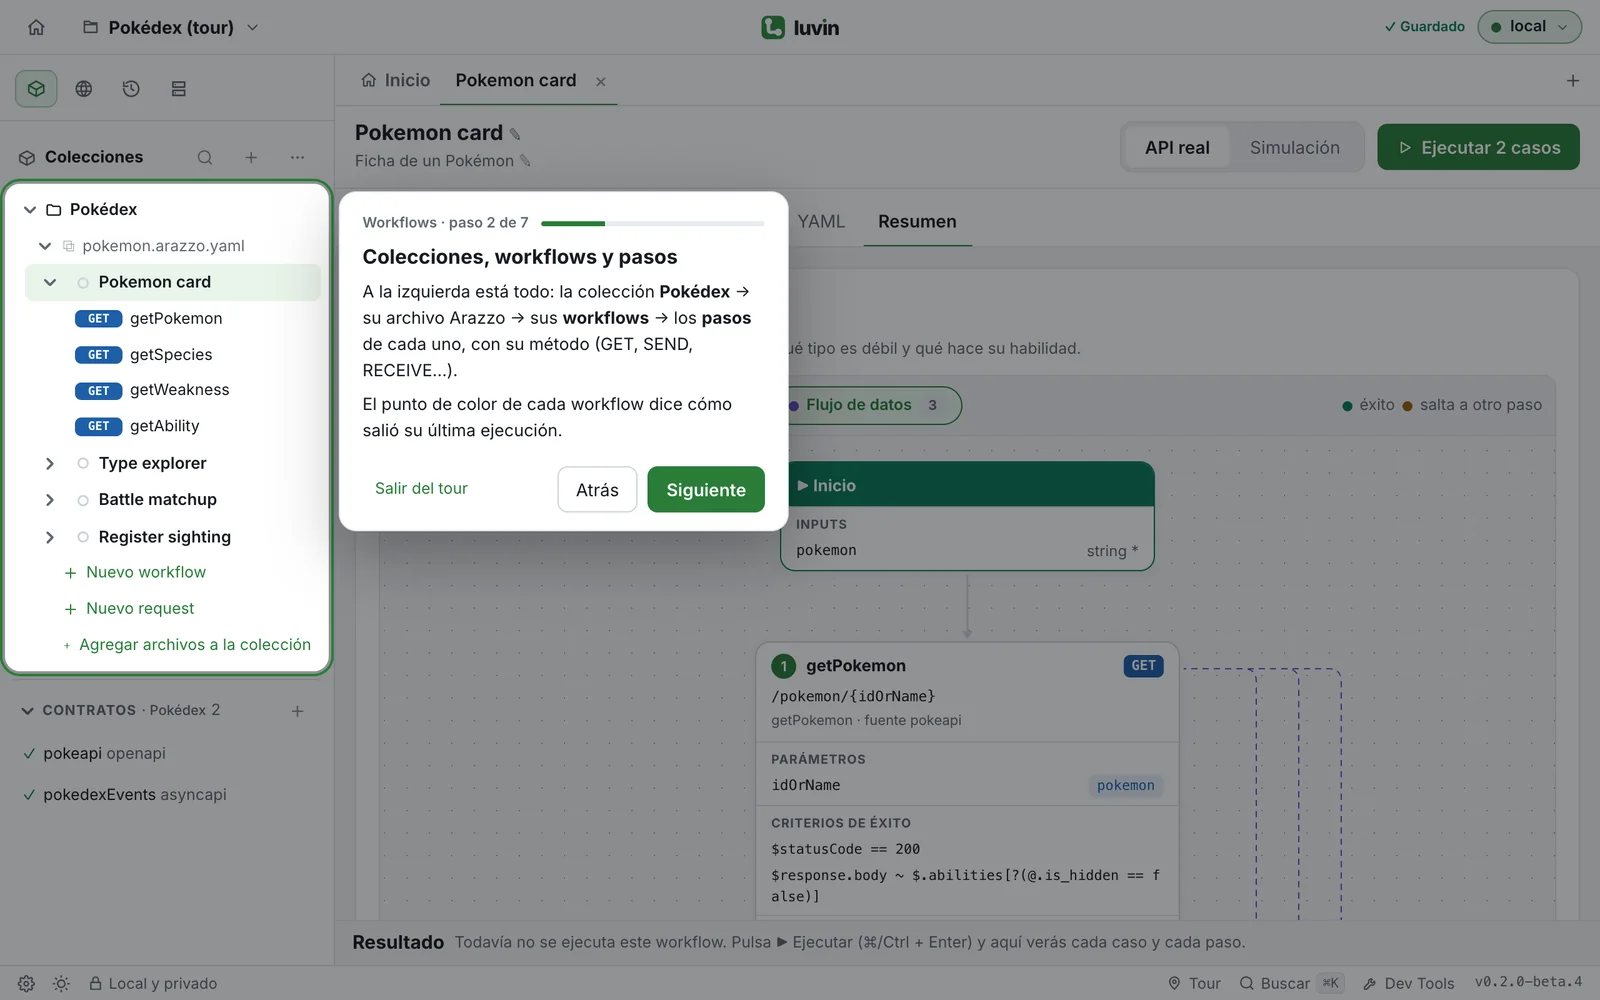 Pokédex (tour)
luvin
Guardado
local
Inicio
Pokemon card
Colecciones
Pokémon card
Ficha de un Pokémon
API real
Simulación
Ejecutar 2 casos
YAML
Resumen
Pokédex
pokemon.arazzo.yaml
Pokemon card
GET getPokemon
GET getSpecies
GET getWeakness
GET getAbility
Type explorer
Battle matchup
Register sighting
+ Nuevo workflow
+ Nuevo request
+ Agregar archivos a la colección
CONTRATOS · Pokédex 2
pokeapi openapi
pokedexEvents asyncapi
Workflows · paso 2 de 7
Colecciones, workflows y pasos
A la izquierda está todo: la colección Pokédex →
su archivo Arazzo → sus workflows → los pasos
de cada uno, con su método (GET, SEND,
RECEIVE...).
El punto de color de cada workflow dice cómo
salió su última ejecución.
Salir del tour
Atrás
Siguiente
ué tipo es débil y qué hace su habilidad.
Flujo de datos 3
éxito
salta a otro paso
Inicio
INPUTS
pokemon string *
1 getPokemon GET
/pokemon/{idOrName}
getPokemon · fuente pokeapi
PARÁMETROS
idOrName pokemon
CRITERIOS DE ÉXITO
$statusCode == 200
$response.body ~ $.abilities[?(@.is_hidden == f
alse)]
Resultado Todavía no se ejecuta este workflow. Pulsa ▶ Ejecutar (⌘/Ctrl + Enter) y aquí verás cada caso y cada paso.
Local y privado
Tour
Buscar ⌘K
Dev Tools
v0.2.0-beta.4